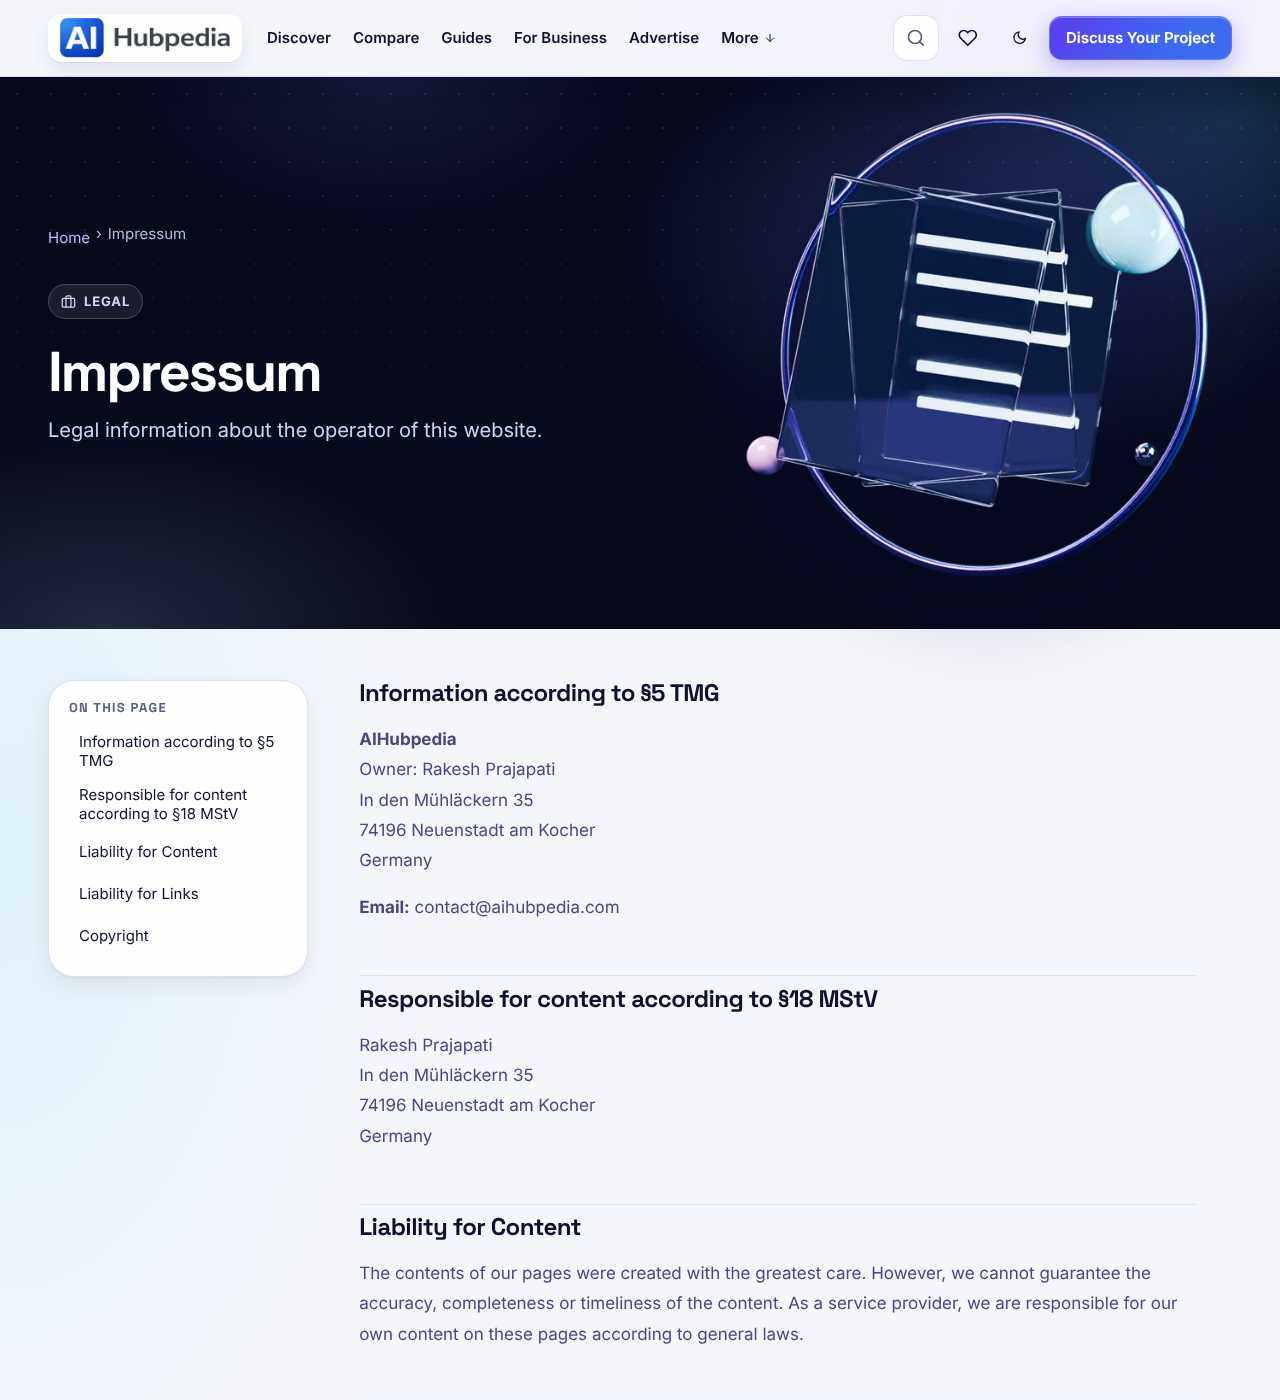 AI Hubpedia
Discover Compare Guides For Business Advertise More
Discuss Your Project
Home › Impressum
LEGAL
Impressum
Legal information about the operator of this website.
ON THIS PAGE
Information according to §5
TMG
Responsible for content
according to §18 MStV
Liability for Content
Liability for Links
Copyright
Information according to §5 TMG
AIHubpedia
Owner: Rakesh Prajapati
In den Mühläckern 35
74196 Neuenstadt am Kocher
Germany
Email: contact@aihubpedia.com
Responsible for content according to §18 MStV
Rakesh Prajapati
In den Mühläckern 35
74196 Neuenstadt am Kocher
Germany
Liability for Content
The contents of our pages were created with the greatest care. However, we cannot guarantee the
accuracy, completeness or timeliness of the content. As a service provider, we are responsible for our
own content on these pages according to general laws.